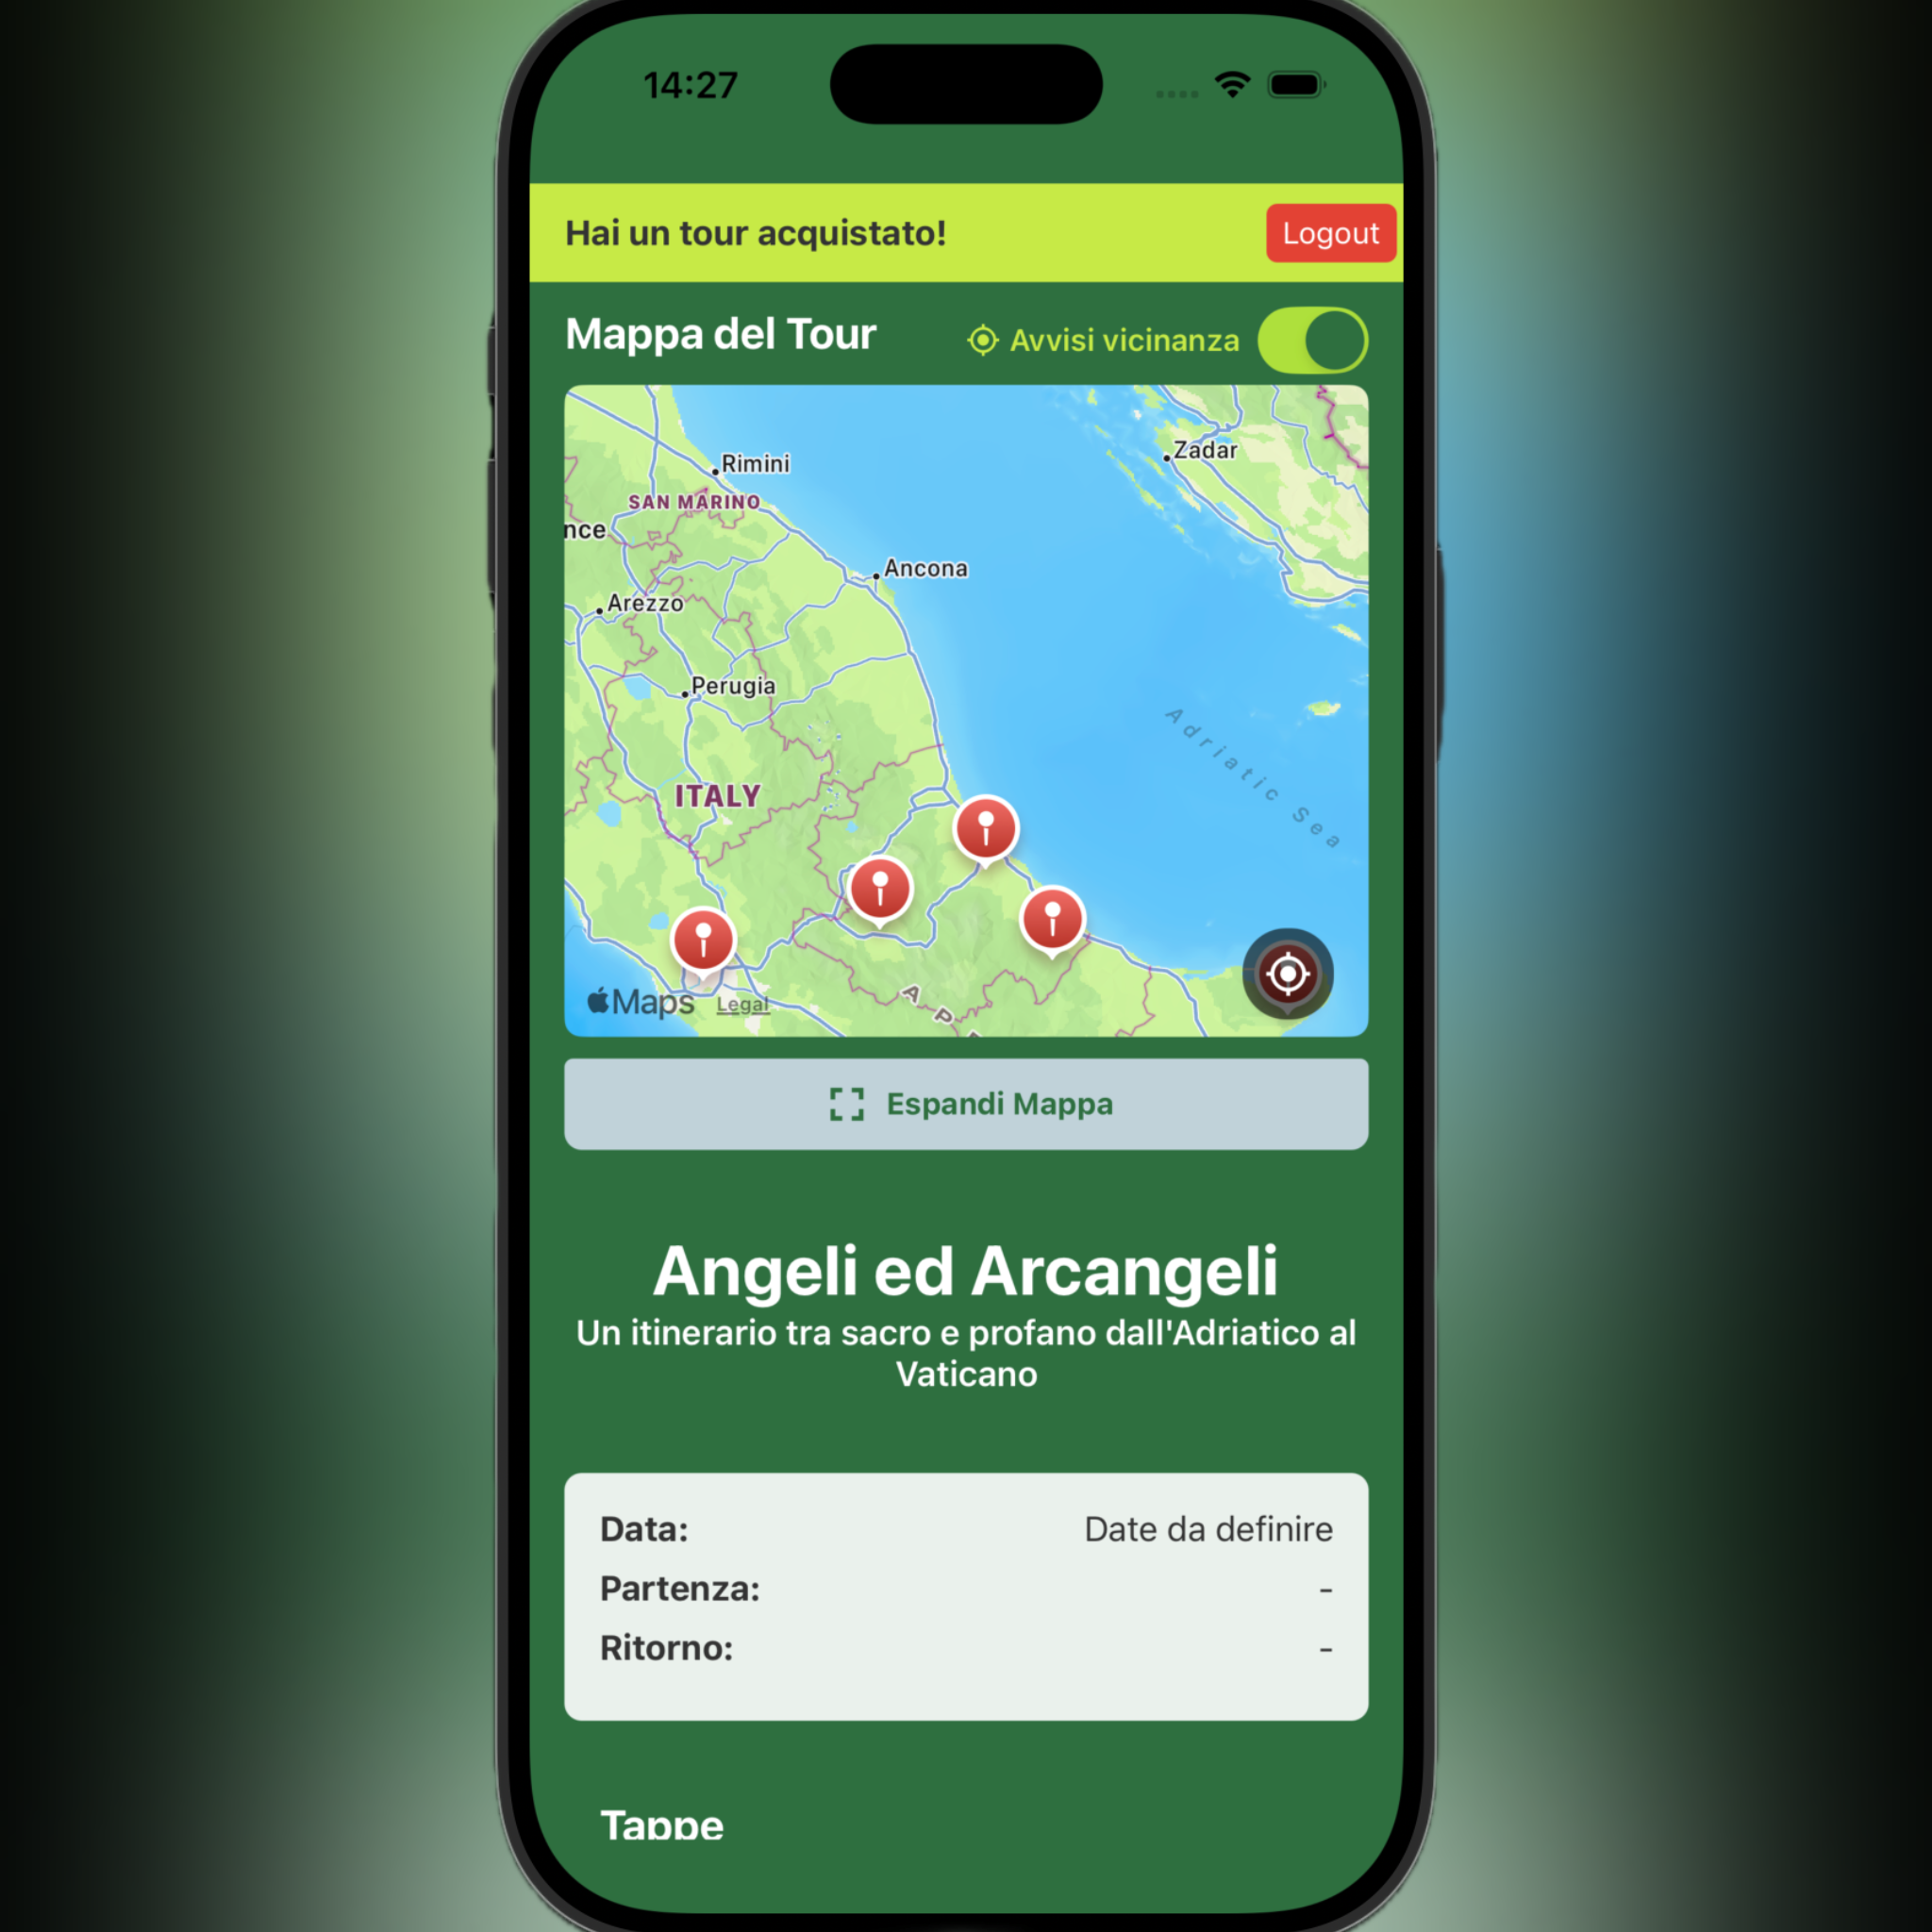 14:27
Hai un tour acquistato!
Logout
Mappa del Tour
Avvisi vicinanza
Rimini
Zadar
SAN MARINO
nce
Ancona
Arezzo
Perugia
Adriatic Sea
ITALY
Maps
Legal
A P
Espandi Mappa
Angeli ed Arcangeli
Un itinerario tra sacro e profano dall'Adriatico al
Vaticano
Data:
Date da definire
Partenza:
-
Ritorno:
-
Tappe